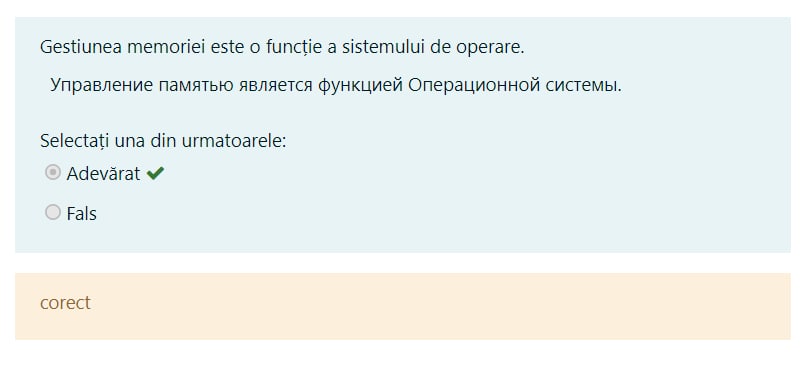 Gestiunea memoriei este o funcție a sistemului de operare.
Управление памятью является функцией Операционной системы.
Selectați una din urmatoarele:
Adevărat
Fals
corect